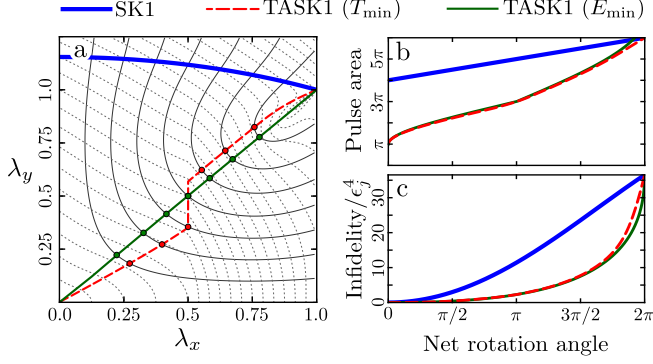 SK1 TASK1 (T_min) TASK1 (E_min)
a
λ_y
1.0
0.75
0.5
0.25
0.0 0.25 0.5 0.75 1.0
λ_x
b
Pulse area
5π
3π
π
c
Infidelity/ϵ_j^4
30
20
10
0
0 π/2 π 3π/2 2π
Net rotation angle